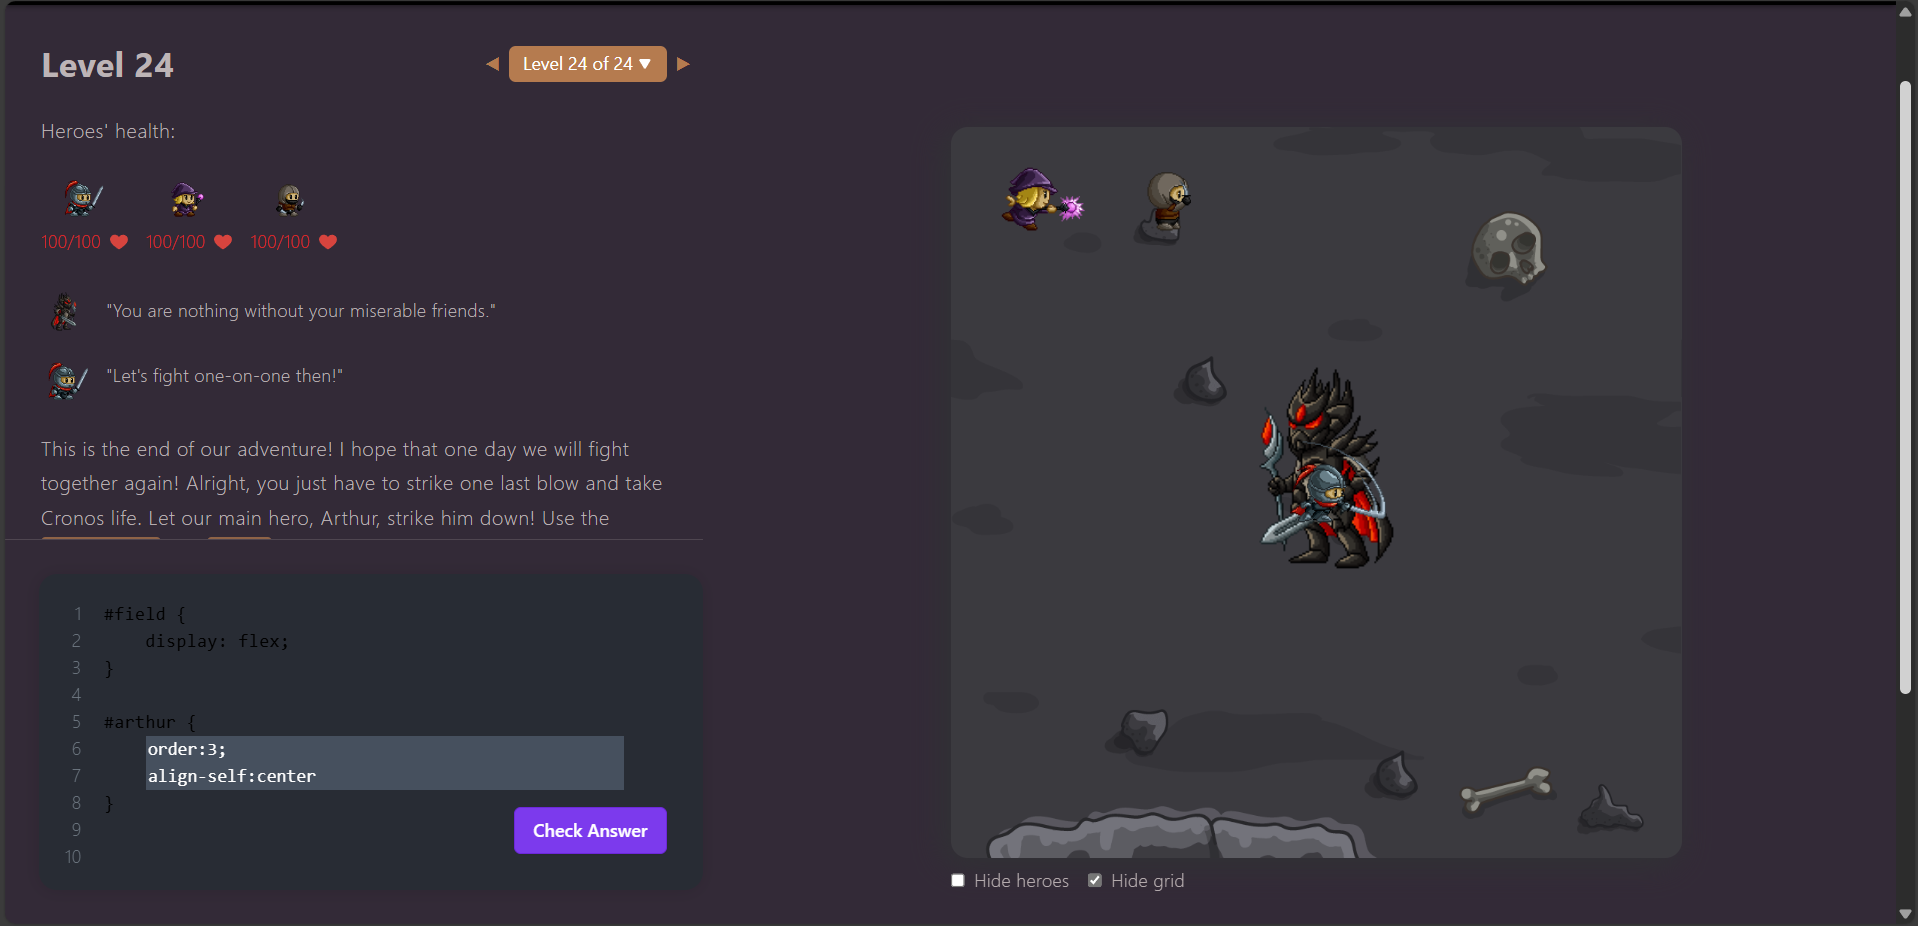 Level 24
◀ Level 24 of 24 ▼ ▶
Heroes' health:
100/100 100/100 100/100
"You are nothing without your miserable friends."
"Let's fight one-on-one then!"
This is the end of our adventure! I hope that one day we will fight
together again! Alright, you just have to strike one last blow and take
Cronos life. Let our main hero, Arthur, strike him down! Use the
1 #field {
2 display: flex;
3 }
4
5 #arthur {
6 order:3;
7 align-self:center
8 }
9
10
Check Answer
Hide heroes Hide grid